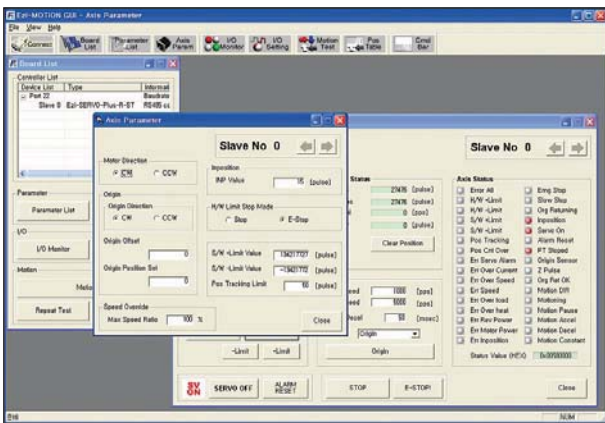 Ezi-MOTION GUI - Axis Parameter
File View Help
Connect Board List Parameter List Axis Param I/O Monitor I/O Setting Motion Test Pos Table Cmd Bar
Board List
Controller List
Device List Type Informati
Port 22 Baudrate
Slave 0 Ezi-SERVO-Plus-R-ST RS485 cc
Parameter
Parameter List
I/O
I/O Monitor
Motion
Repeat Test
Axis Parameter
Slave No 0
Motor Direction
CW CCW
Origin
Origin Direction
CW CCW
Origin Offset
0
Origin Position Set
0
Speed Override
Max Speed Ratio 100 %
Inposition
INP Value 15 [pulse]
H/W Limit Stop Mode
Stop E-Stop
S/W +Limit Value 134217727 [pulse]
S/W -Limit Value [pulse]
Pos Tracking Limit [pulse]
Close
Slave No 0
Status
27476 [pulse]
27476 [pulse]
0 [pps]
0 [pulse]
Clear Position
1000 [pps]
5000 [pps]
50 [msec]
Origin
-Limit
Origin
Axis Status
Error All Emg Stop
H/W +Limit Slow Stop
H/W -Limit Org Returning
S/W +Limit Inposition
S/W -Limit Servo On
Pos Tracking Alarm Reset
Pos Cnt Over PT Stoped
Err Servo Alarm Origin Sensor
Err Over Current Z Pulse
Err Over Speed Org Ret OK
Err Speed Motion DIR
Err Over load Motioning
Err Over heat Motion Pause
Err Rev Power Motion Accel
Err Motor Power Motion Decel
Err Inposition Motion Constant
Status Value (HEX)
SV ON SERVO OFF ALARM RESET STOP E-STOP! Close
NUM